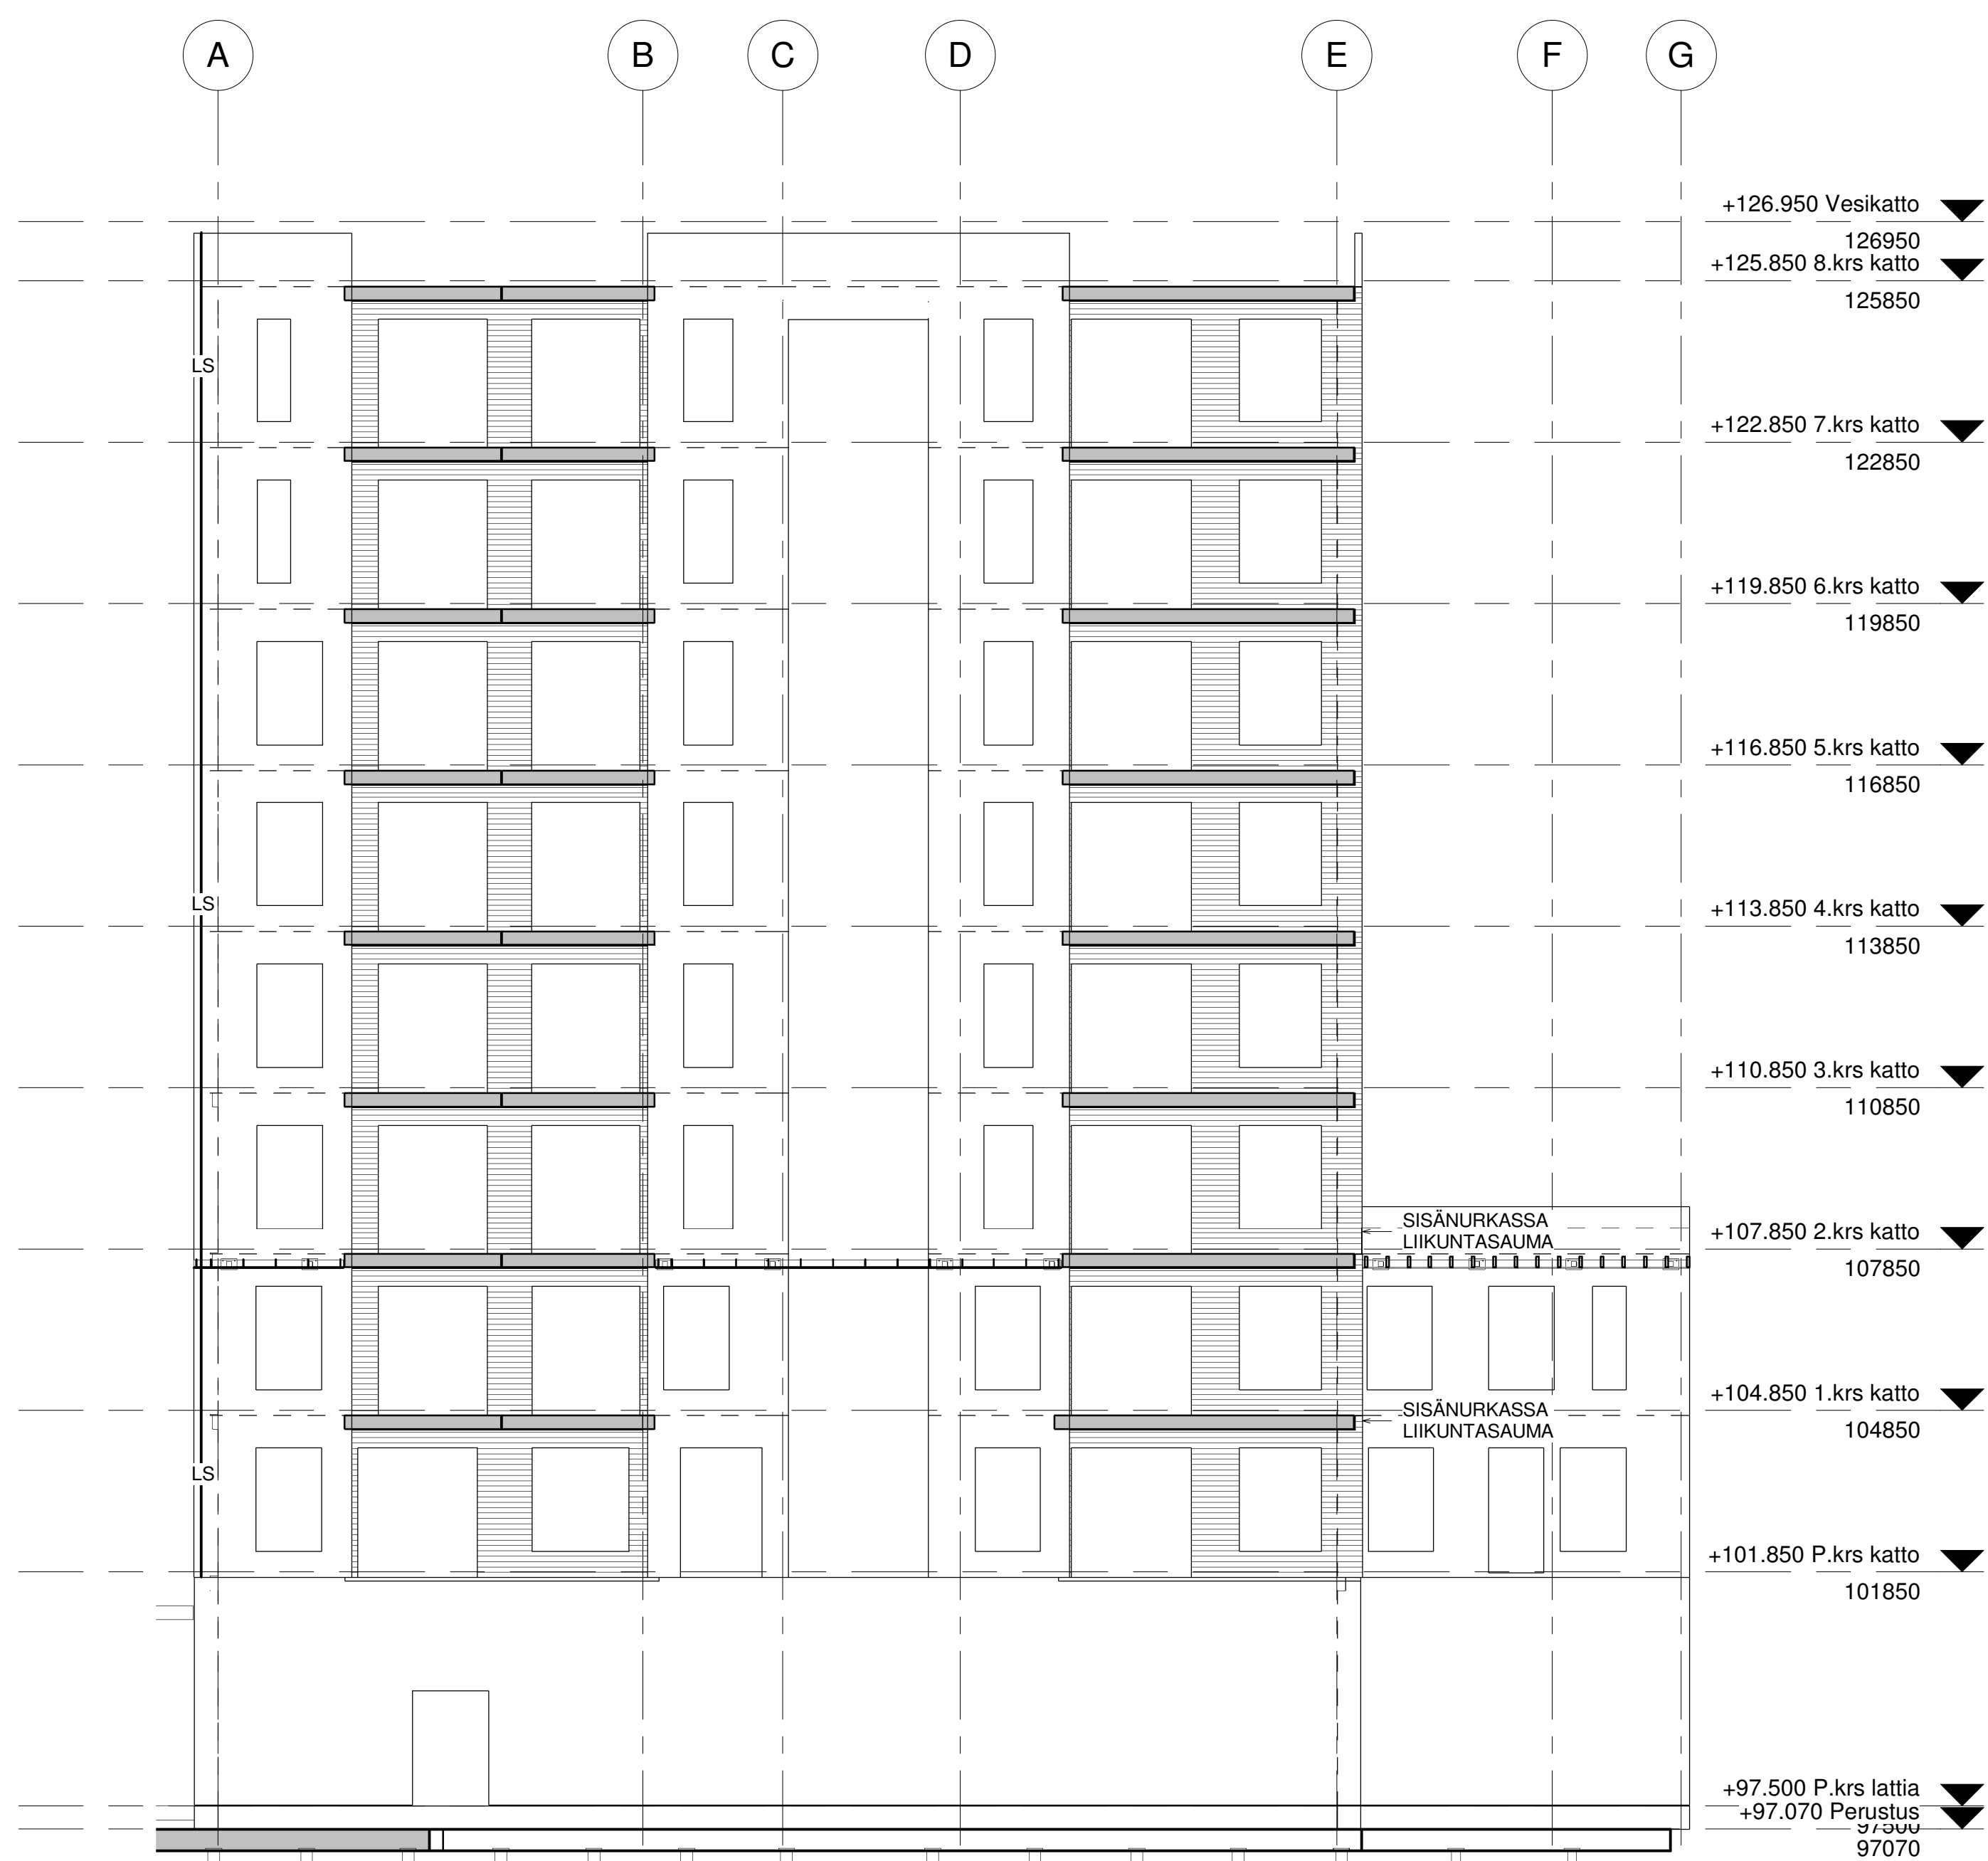 A B C D E F G
+126.950 Vesikatto
126950
+125.850 8.krs katto
125850
LS
+122.850 7.krs katto
122850
+119.850 6.krs katto
119850
+116.850 5.krs katto
116850
LS
+113.850 4.krs katto
113850
+110.850 3.krs katto
110850
SISÄNURKASSA
LIIKUNTASAUMA
+107.850 2.krs katto
107850
SISÄNURKASSA
LIIKUNTASAUMA
+104.850 1.krs katto
104850
LS
+101.850 P.krs katto
101850
+97.500 P.krs lattia
+97.070 Perustus
97500
97070